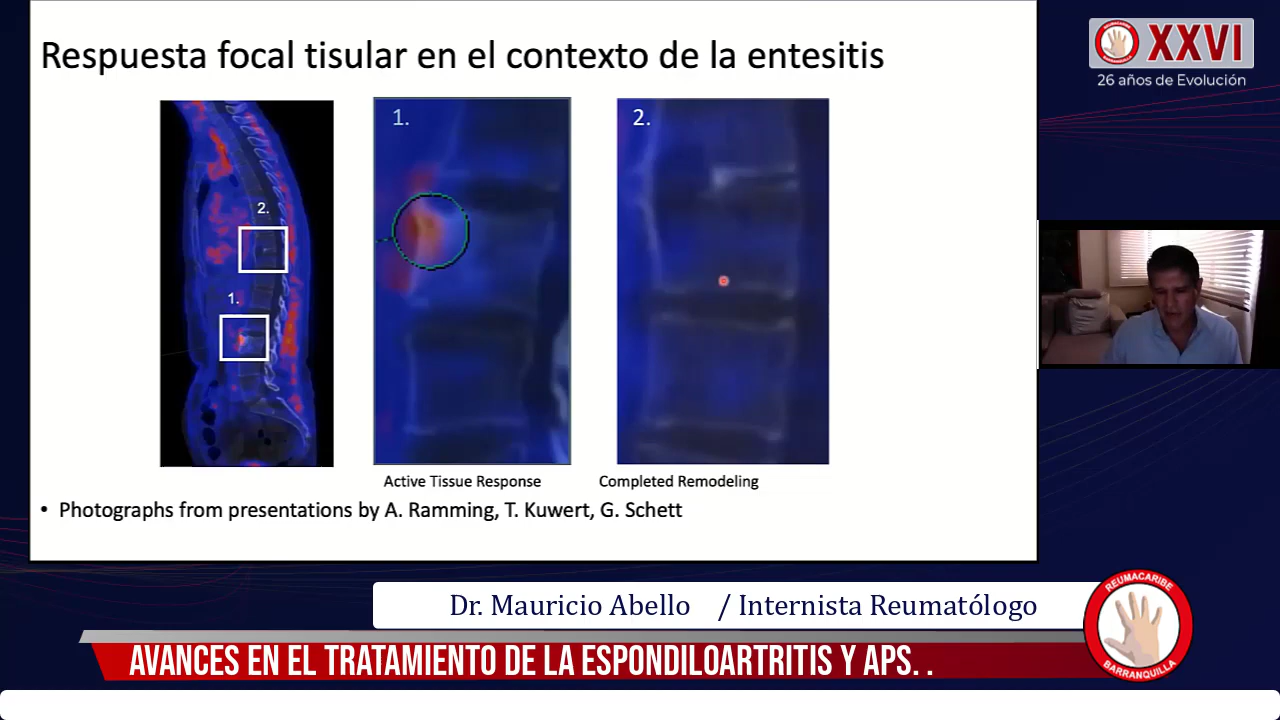 Respuesta focal tisular en el contexto de la entesitis
XXVI
26 años de Evolución
BARRANQUILLA
2.
1.
1.
2.
Active Tissue Response
Completed Remodeling
• Photographs from presentations by A. Ramming, T. Kuwert, G. Schett
Dr. Mauricio Abello / Internista Reumatólogo
AVANCES EN EL TRATAMIENTO DE LA ESPONDILOARTRITIS Y APS. .
REUMACARIBE
BARRANQUILLA